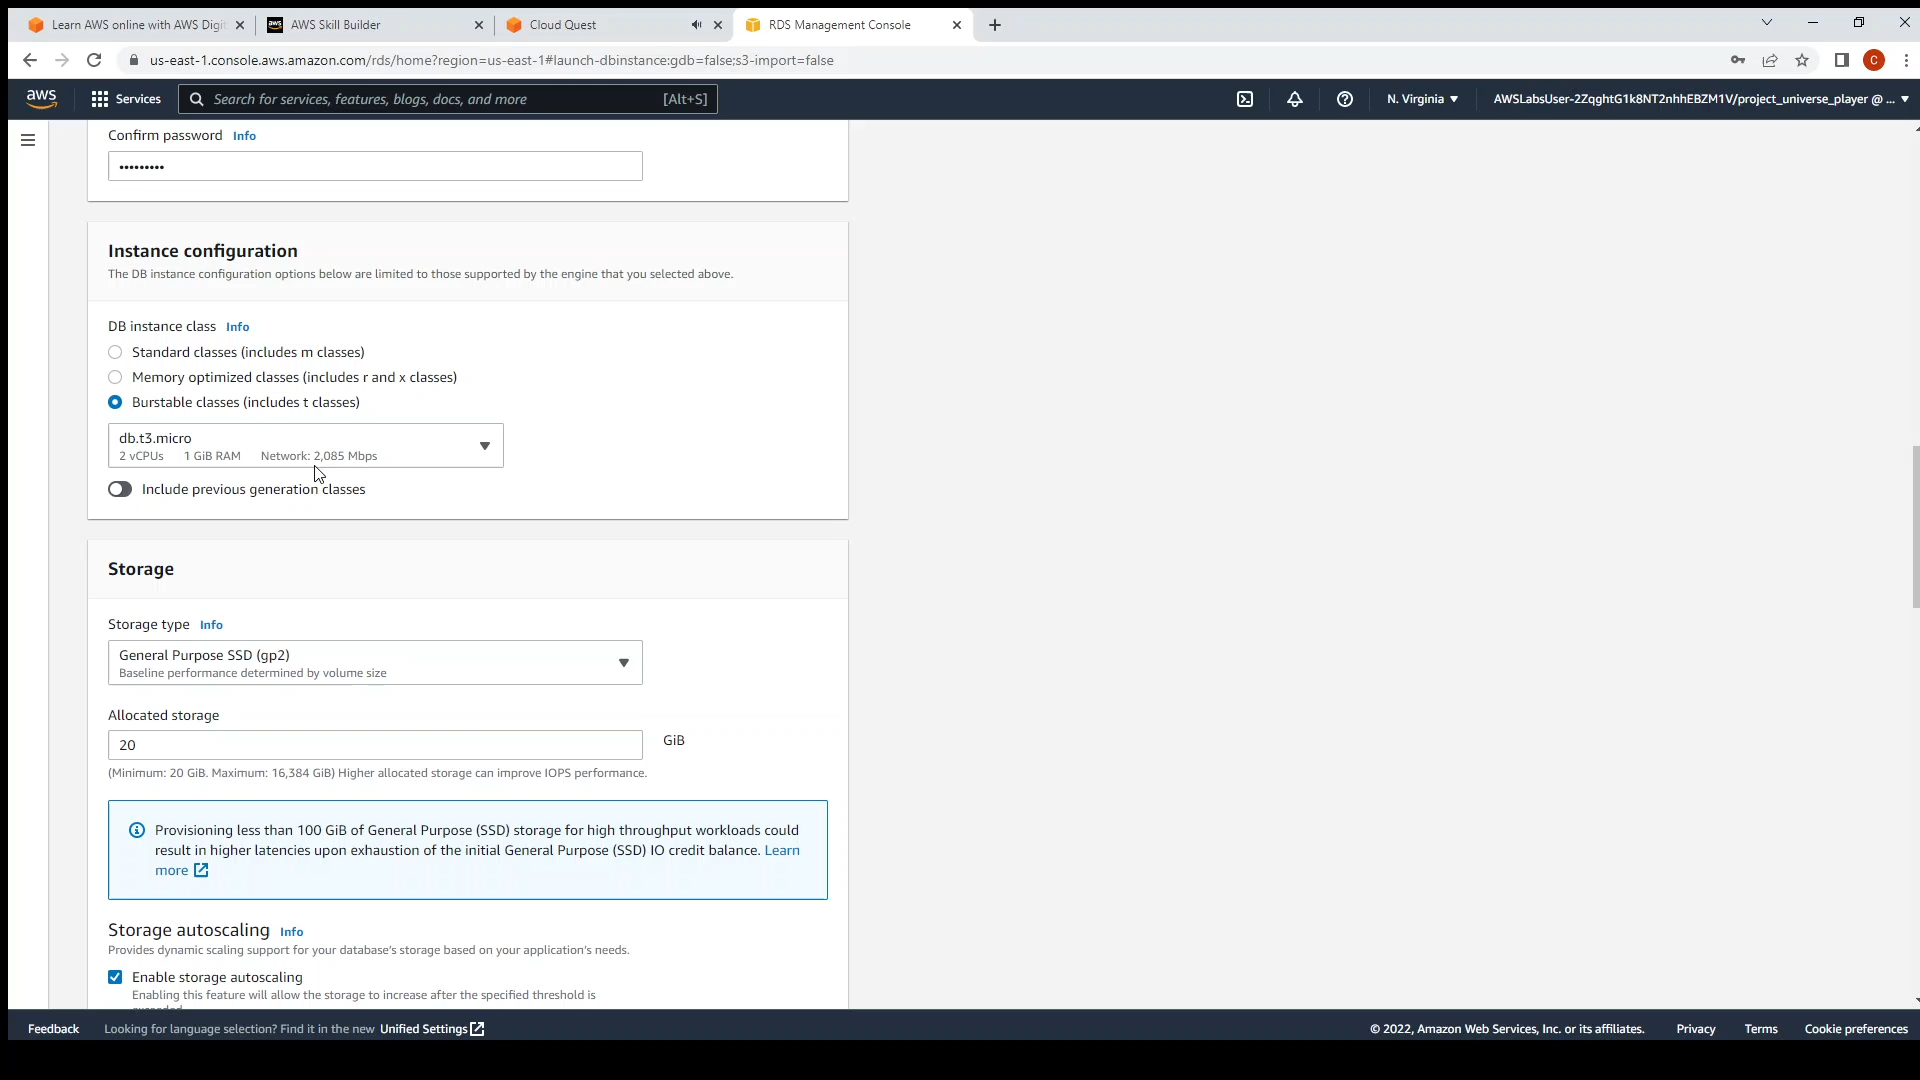 Learn AWS online with AWS Digit
AWS Skill Builder
Cloud Quest
RDS Management Console
us-east-1.console.aws.amazon.com/rds/home?region=us-east-1#launch-dbinstance:gdb=false;s3-import=false
C
aws
Services
Search for services, features, blogs, docs, and more
[Alt+S]
N. Virginia
AWSLabsUser-2ZqghtG1k8NT2nhhEBZM1V/project_universe_player @ ...
Confirm password Info
•••••••••
Instance configuration
The DB instance configuration options below are limited to those supported by the engine that you selected above.
DB instance class Info
Standard classes (includes m classes)
Memory optimized classes (includes r and x classes)
Burstable classes (includes t classes)
db.t3.micro
2 vCPUs 1 GiB RAM Network: 2,085 Mbps
Include previous generation classes
Storage
Storage type Info
General Purpose SSD (gp2)
Baseline performance determined by volume size
Allocated storage
20
GiB
(Minimum: 20 GiB. Maximum: 16,384 GiB) Higher allocated storage can improve IOPS performance.
Provisioning less than 100 GiB of General Purpose (SSD) storage for high throughput workloads could
result in higher latencies upon exhaustion of the initial General Purpose (SSD) IO credit balance. Learn
more
Storage autoscaling Info
Provides dynamic scaling support for your database's storage based on your application's needs.
Enable storage autoscaling
Enabling this feature will allow the storage to increase after the specified threshold is
Feedback
Looking for language selection? Find it in the new Unified Settings
© 2022, Amazon Web Services, Inc. or its affiliates.
Privacy
Terms
Cookie preferences